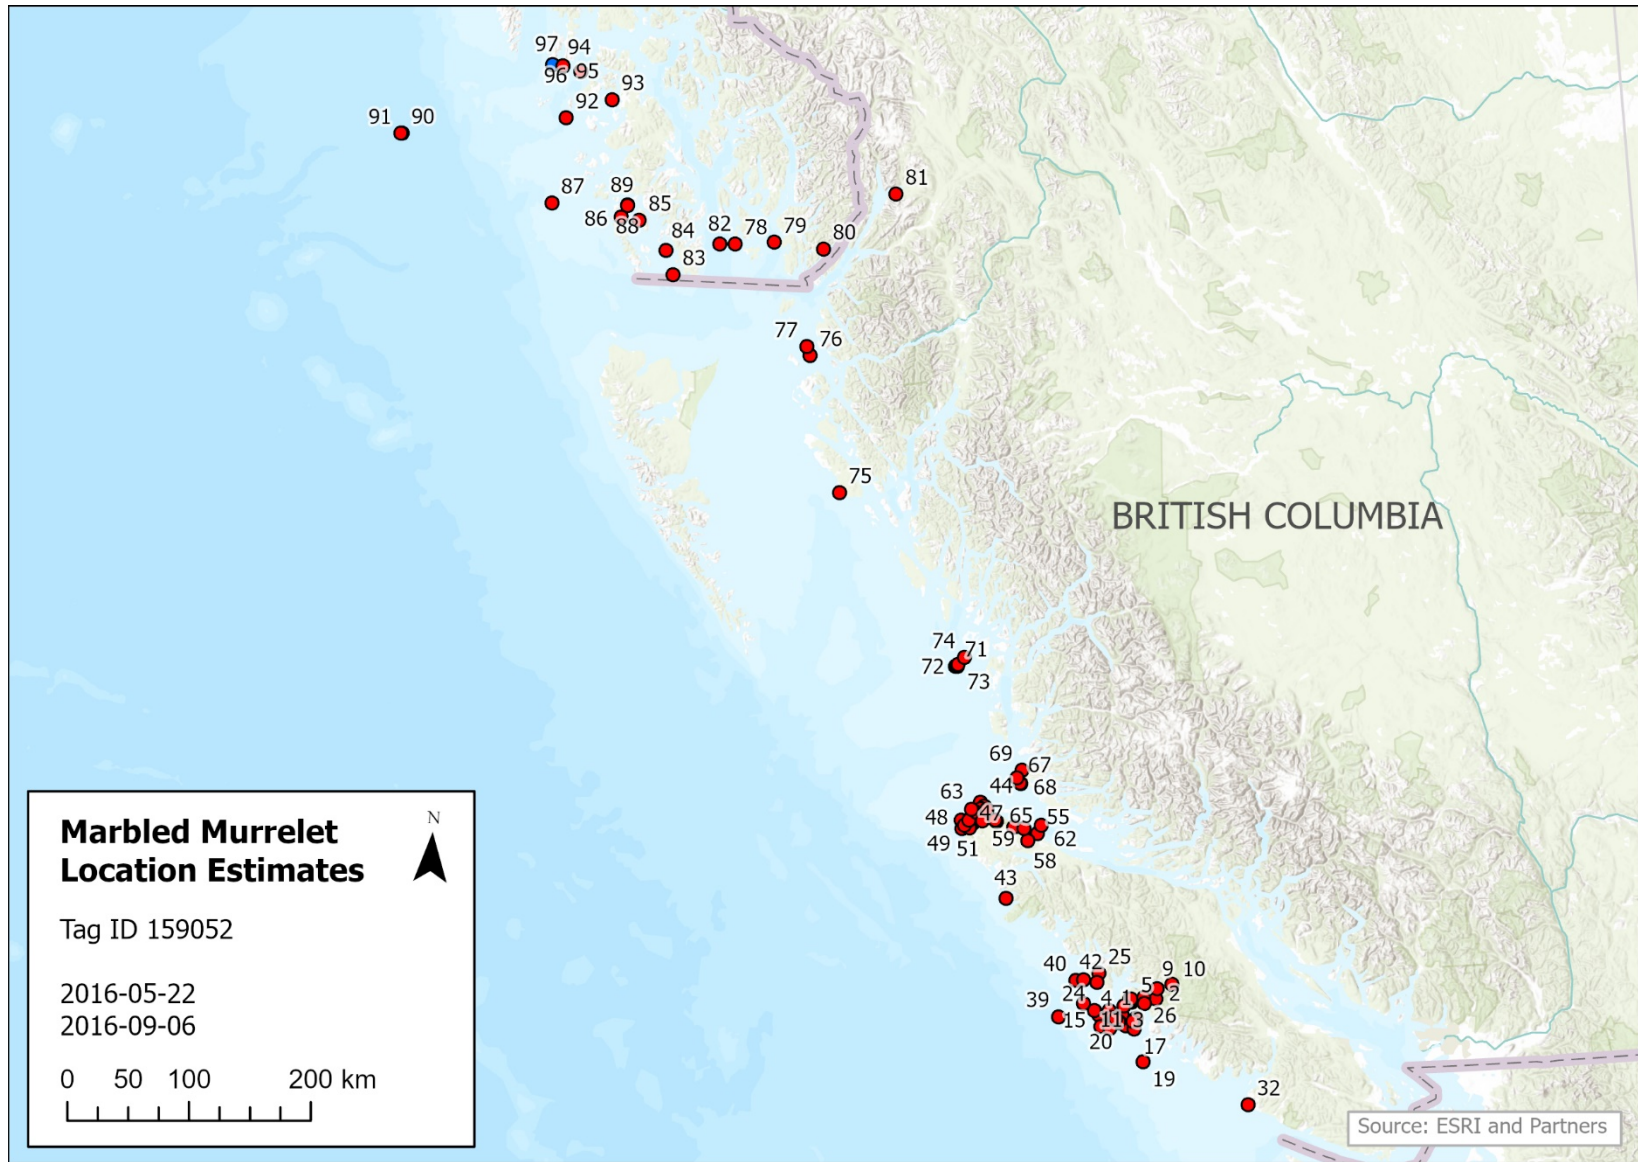 97 94
96 95
93
92
91 90
81
87 89 85
86 88
84 82 78 79 80
83
77 76
75
BRITISH COLUMBIA
74 71
72 73
69 67
44 68
63
47 65 55
48
59 62
49 51 58
43
25
40 42 9 10
5
24 4 1 2
39
15 11 3 26
20 17
19
32
Marbled Murrelet
Location Estimates
N
Tag ID 159052
2016-05-22
2016-09-06
0 50 100 200 km
Source: ESRI and Partners